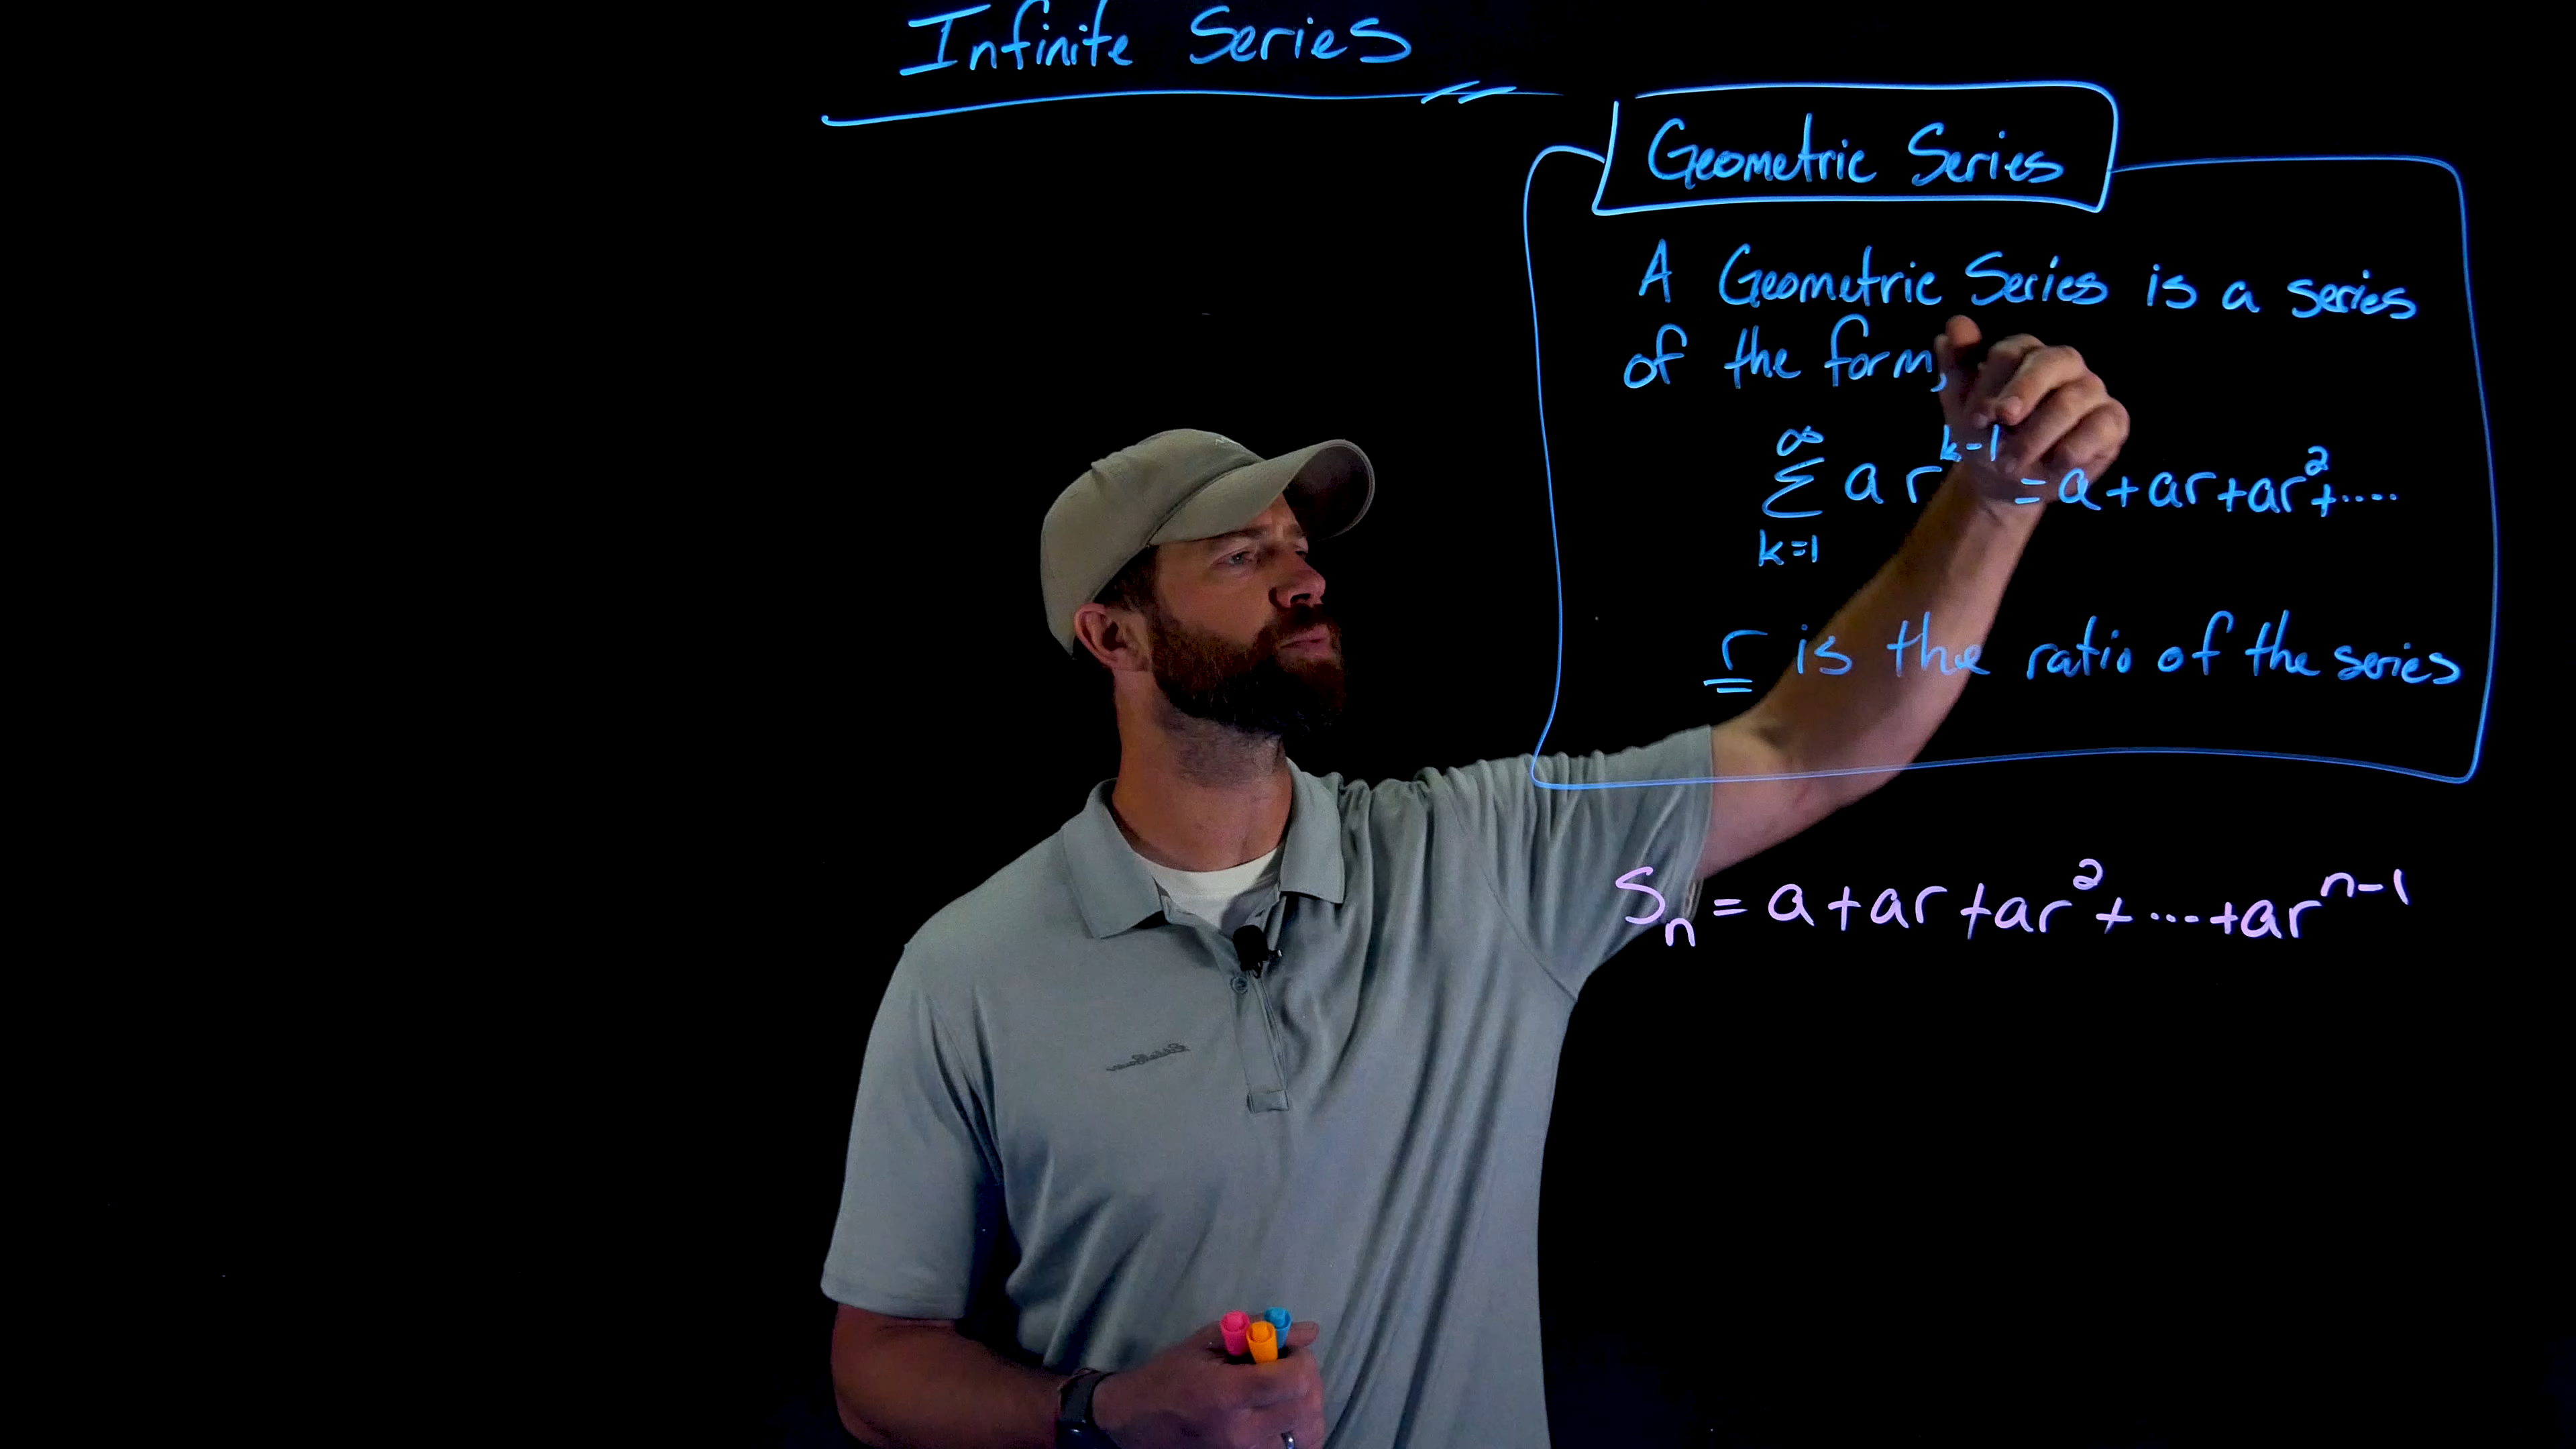 Infinite Series
Geometric Series
A Geometric Series is a series
of the form,
∞
∑ a r^{k-1} = a + ar + ar² + ....
k=1
r is the ratio of the series
Sₙ = a + ar + ar² + ... + ar^{n-1}